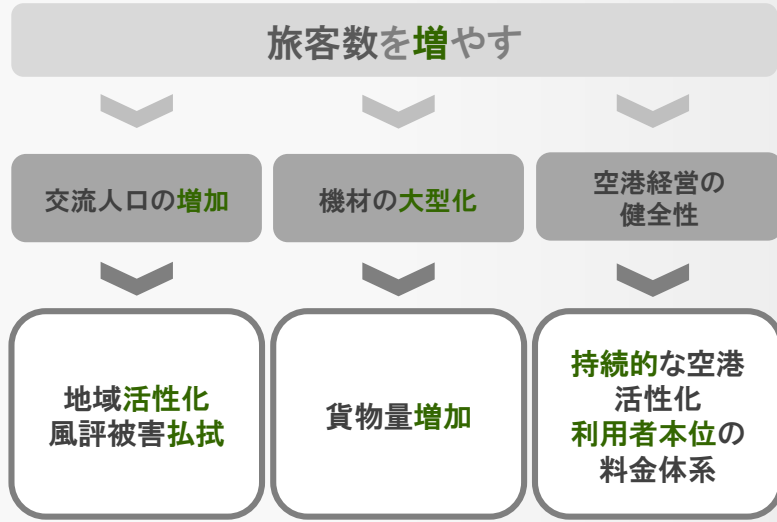 旅客数を増やす
交流人口の増加
機材の大型化
空港経営の
健全性
地域活性化
風評被害払拭
貨物量増加
持続的な空港
活性化
利用者本位の
料金体系